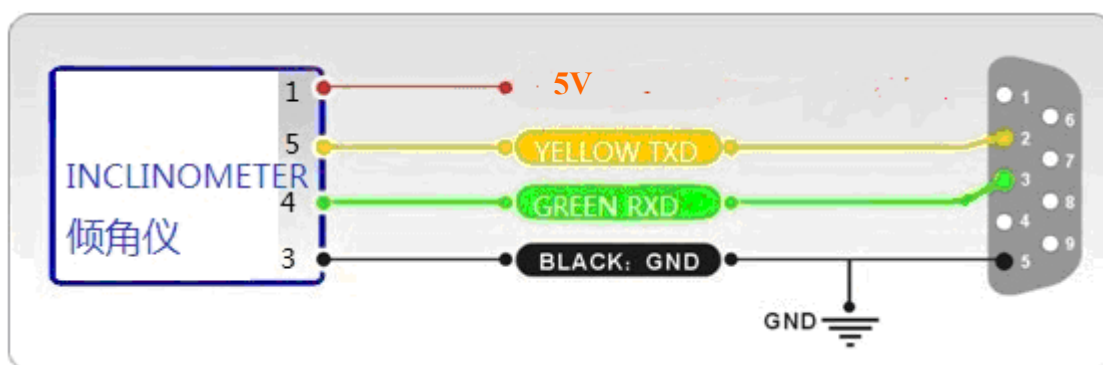 1
5V
5
YELLOW TXD
INCLINOMETER
倾角仪
4
GREEN RXD
3
BLACK: GND
GND
1
6
2
7
3
8
4
9
5